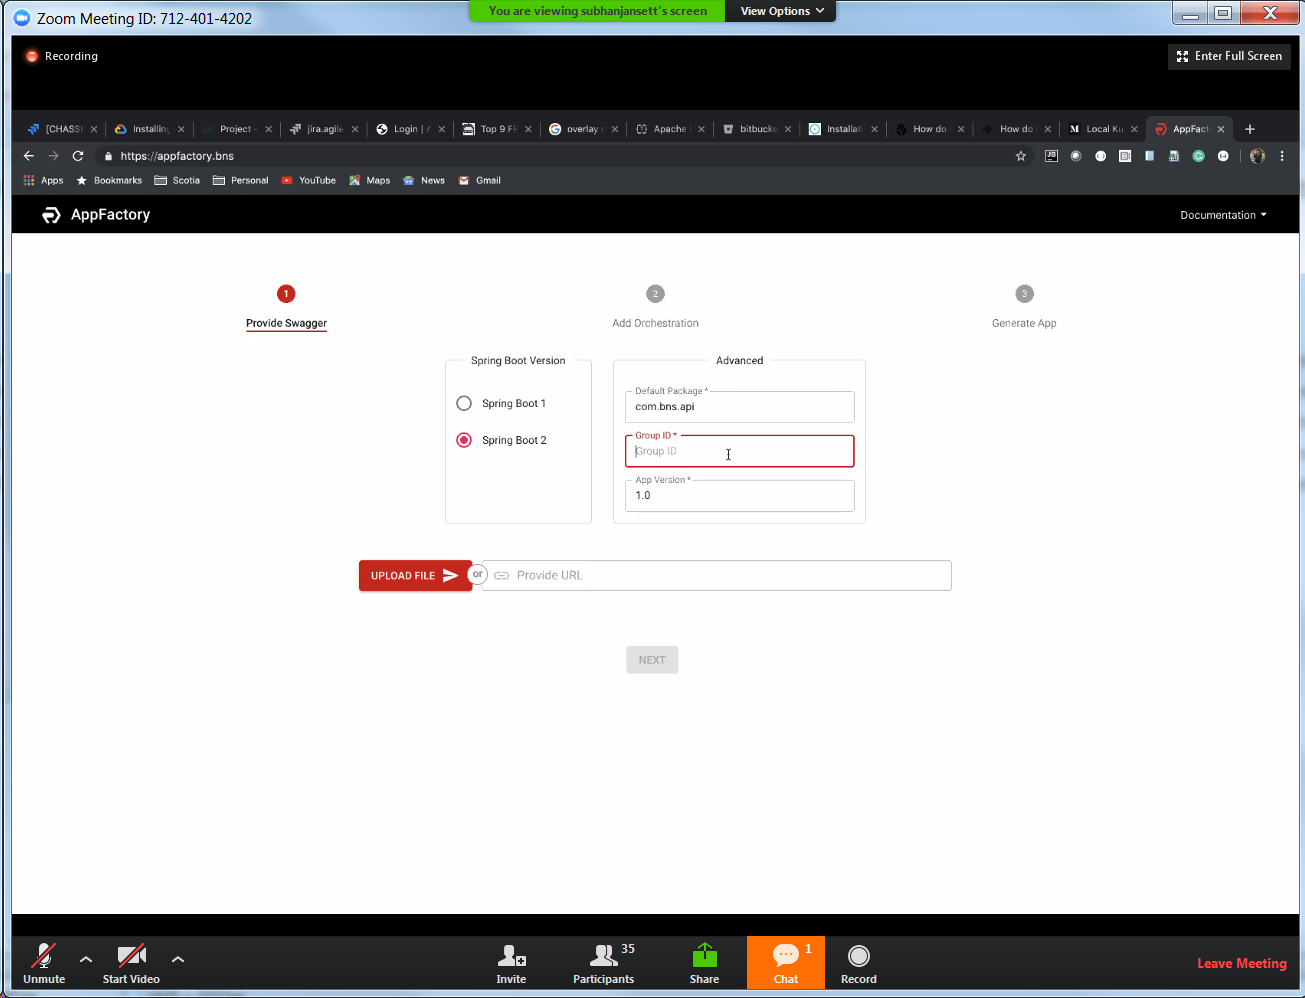 Zoom Meeting ID: 712-401-4202
You are viewing subhanjansett's screen
View Options
Recording
Enter Full Screen
[CHASSI
Installing
Project -
jira.agile
Login |
Top 9 FR
overlay
Apache
bitbucke
Installati
How do
How do
Local Ku
AppFact
https://appfactory.bns
Apps
Bookmarks
Scotia
Personal
YouTube
Maps
News
Gmail
AppFactory
Documentation
1
2
3
Provide Swagger
Add Orchestration
Generate App
Spring Boot Version
Advanced
Default Package *
com.bns.api
Spring Boot 1
Group ID *
Spring Boot 2
Group ID
App Version *
1.0
UPLOAD FILE
or
Provide URL
NEXT
35
1
Unmute
Start Video
Invite
Participants
Share
Chat
Record
Leave Meeting